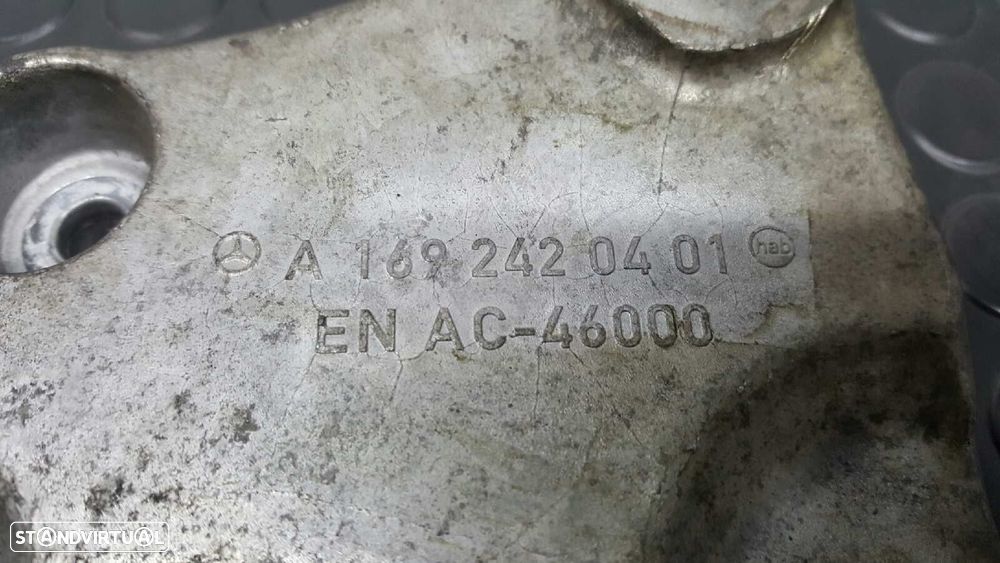 A 169 242 04 01 hab
EN AC-46000
STANDVIRTUAL